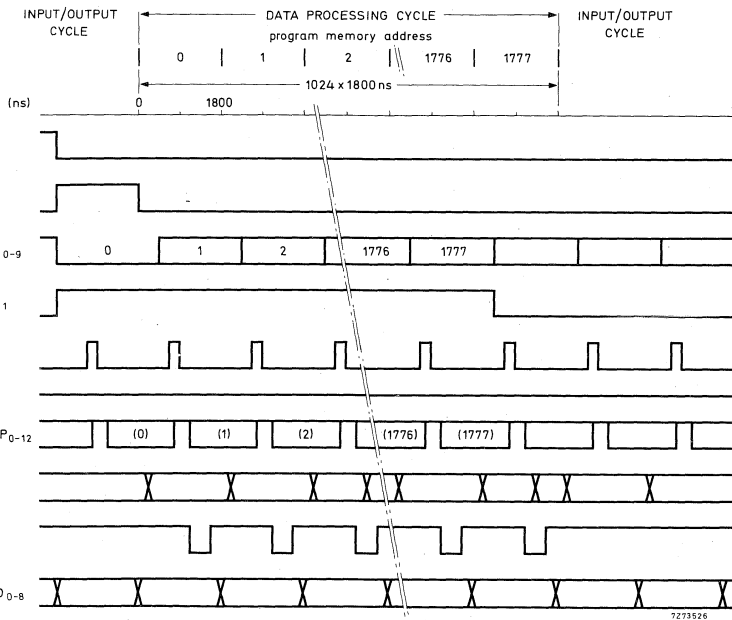 INPUT/OUTPUT CYCLE
DATA PROCESSING CYCLE
INPUT/OUTPUT CYCLE
program memory address
0 1 2 1776 1777
1024 x 1800 ns
(ns) 0 1800
0-9 0 1 2 1776 1777
1
P0-12 (0) (1) (2) (1776) (1777)
0-8
7Z73526